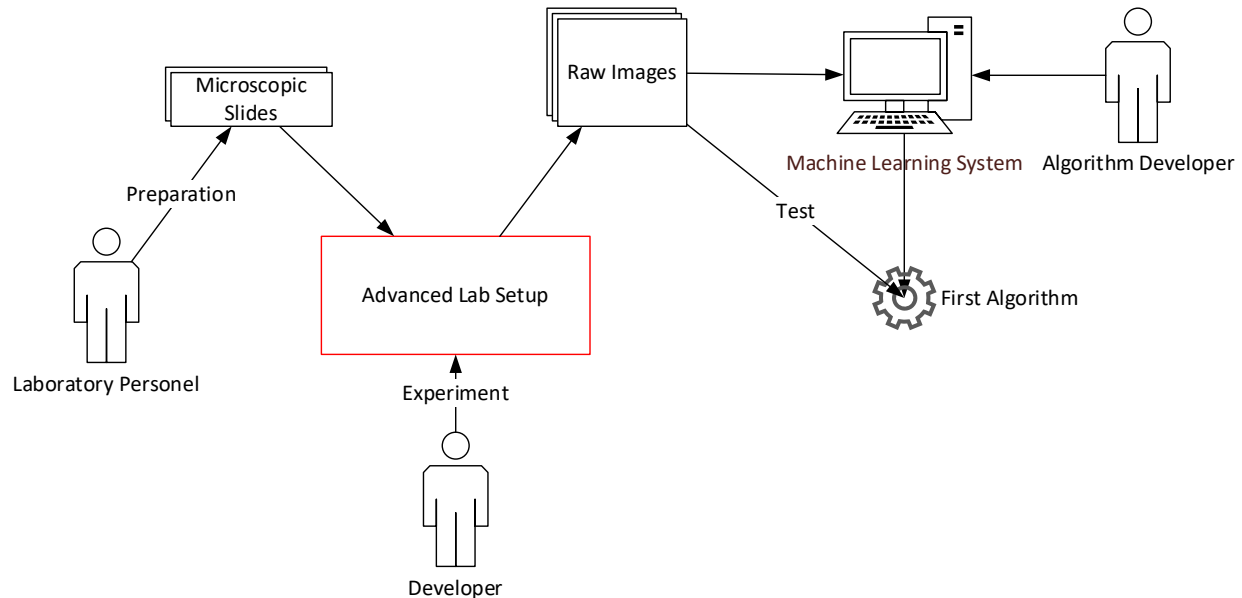 Microscopic
Slides
Raw Images
Machine Learning System
Algorithm Developer
Preparation
Test
Advanced Lab Setup
First Algorithm
Laboratory Personel
Experiment
Developer